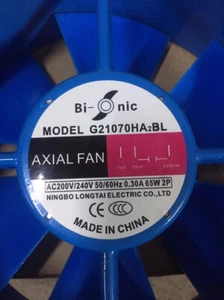 Bi-Sonic
MODEL G21070HA2BL
AXIAL FAN
AC200V/240V 50/60Hz 0.30A 65W 2P
NINGBO LONGTAI ELECTRIC CO.,LTD
MADE IN CHINA